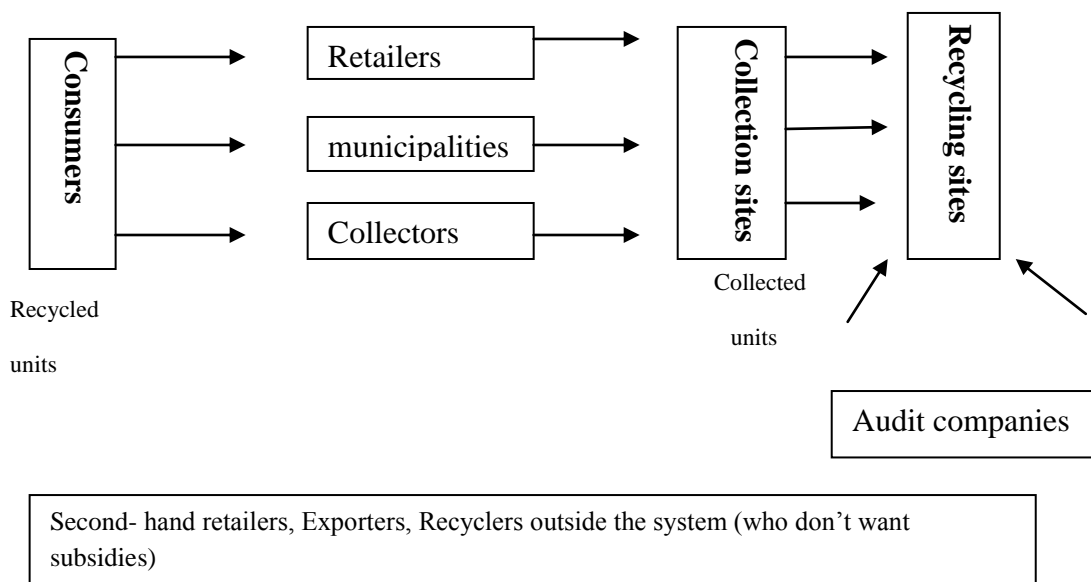 Consumers
Retailers
municipalities
Collectors
Collection sites
Recycling sites
Recycled
units
Collected
units
Audit companies
Second- hand retailers, Exporters, Recyclers outside the system (who don’t want
subsidies)